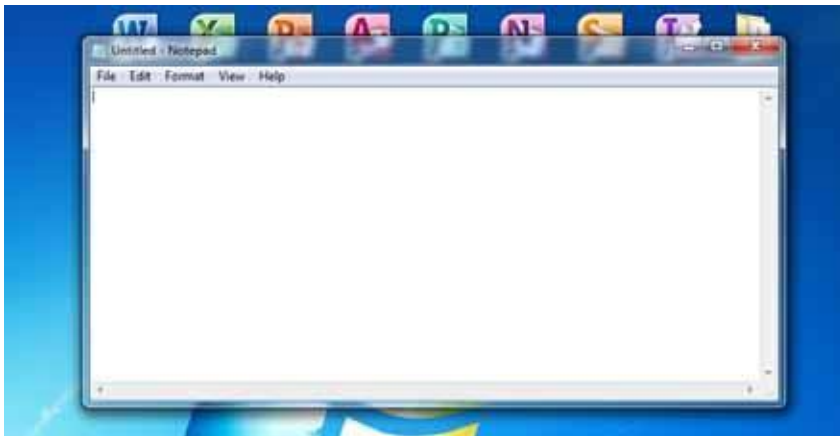 W X P A P N S I
Untitled - Notepad
File Edit Format View Help